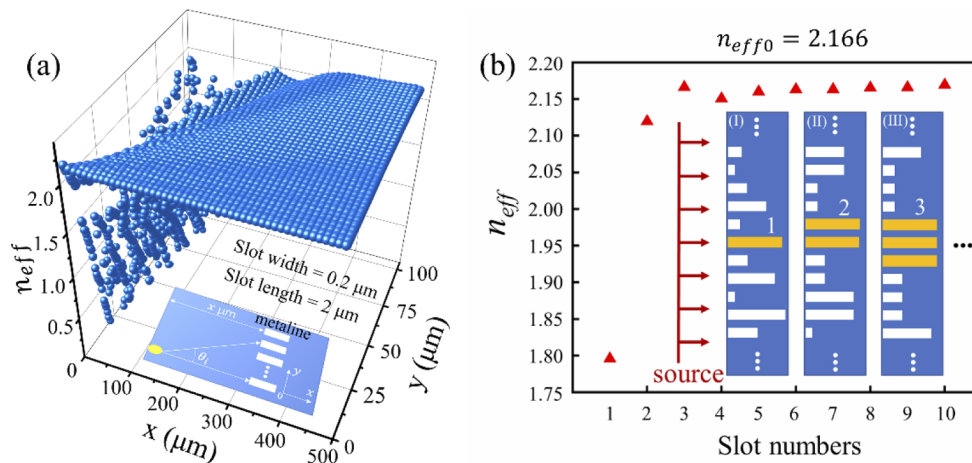 (a)
n_eff
2.0
1.5
1.0
0.5
0
100
200
300
400
500
x (μm)
0
25
50
75
100
y (μm)
Slot width = 0.2 μm
Slot length = 2 μm
metaline
x μm
θ_i
y
0
x
(b)
n_eff0 = 2.166
n_eff
2.20
2.15
2.10
2.05
2.00
1.95
1.90
1.85
1.80
1.75
(I) (II) (III)
1 2 3
source
1 2 3 4 5 6 7 8 9 10
Slot numbers